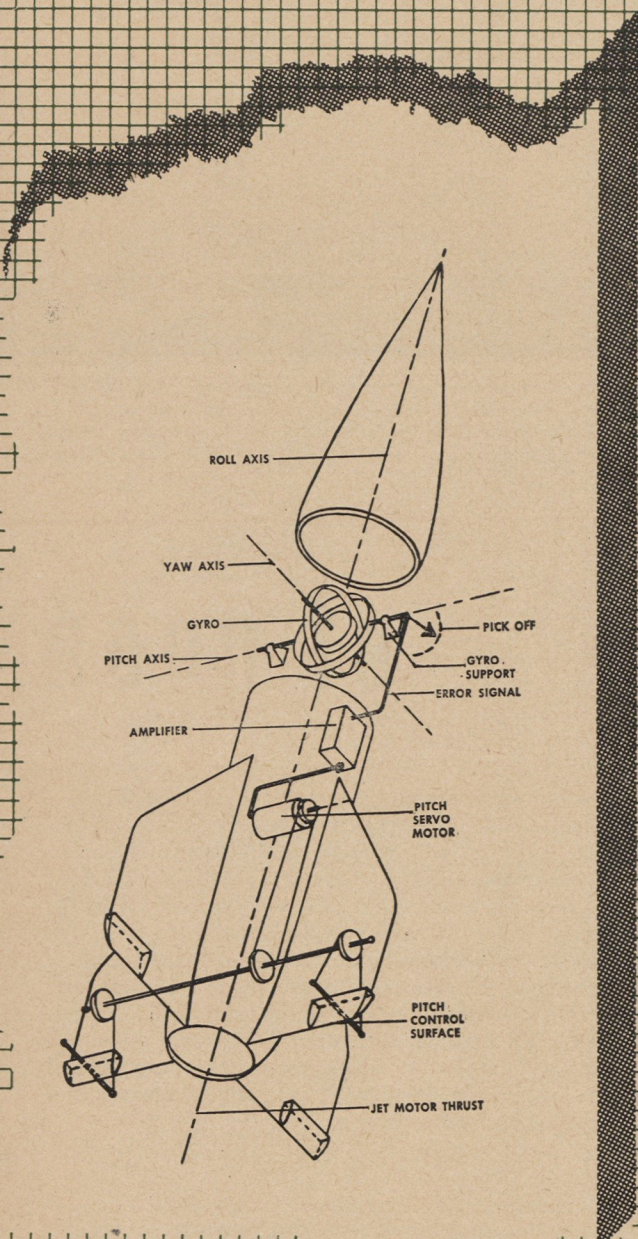 ROLL AXIS
YAW AXIS
GYRO
PICK OFF
PITCH AXIS
GYRO
SUPPORT
ERROR SIGNAL
AMPLIFIER
PITCH
SERVO
MOTOR
PITCH
CONTROL
SURFACE
JET MOTOR THRUST